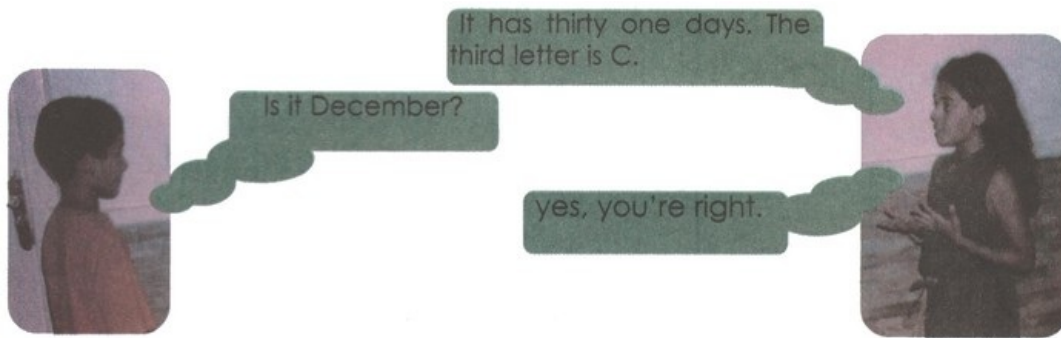 It has thirty one days. The
third letter is C.
Is it December?
yes, you're right.